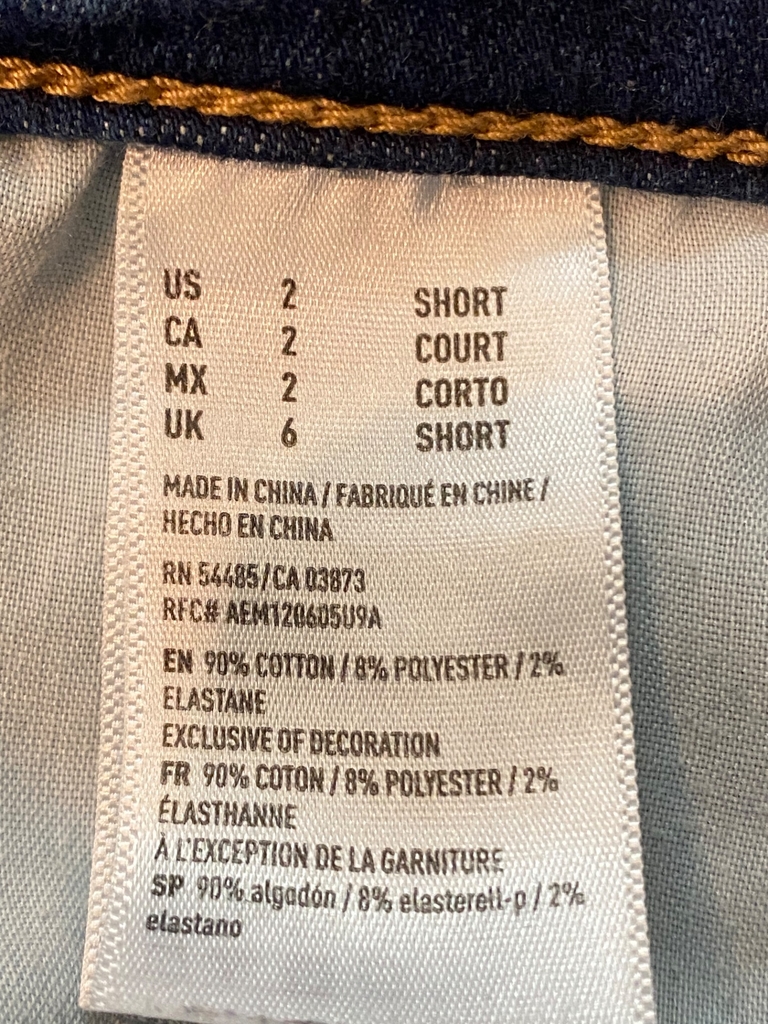 US 2 SHORT
CA 2 COURT
MX 2 CORTO
UK 6 SHORT
MADE IN CHINA / FABRIQUÉ EN CHINE /
HECHO EN CHINA
RN 54485/CA 03873
RFC# AEM120605U9A
EN 90% COTTON / 8% POLYESTER / 2%
ELASTANE
EXCLUSIVE OF DECORATION
FR 90% COTON / 8% POLYESTER / 2%
ÉLASTHANNE
À L'EXCEPTION DE LA GARNITURE
SP 90% algodón / 8% elasterell-p / 2%
elastano